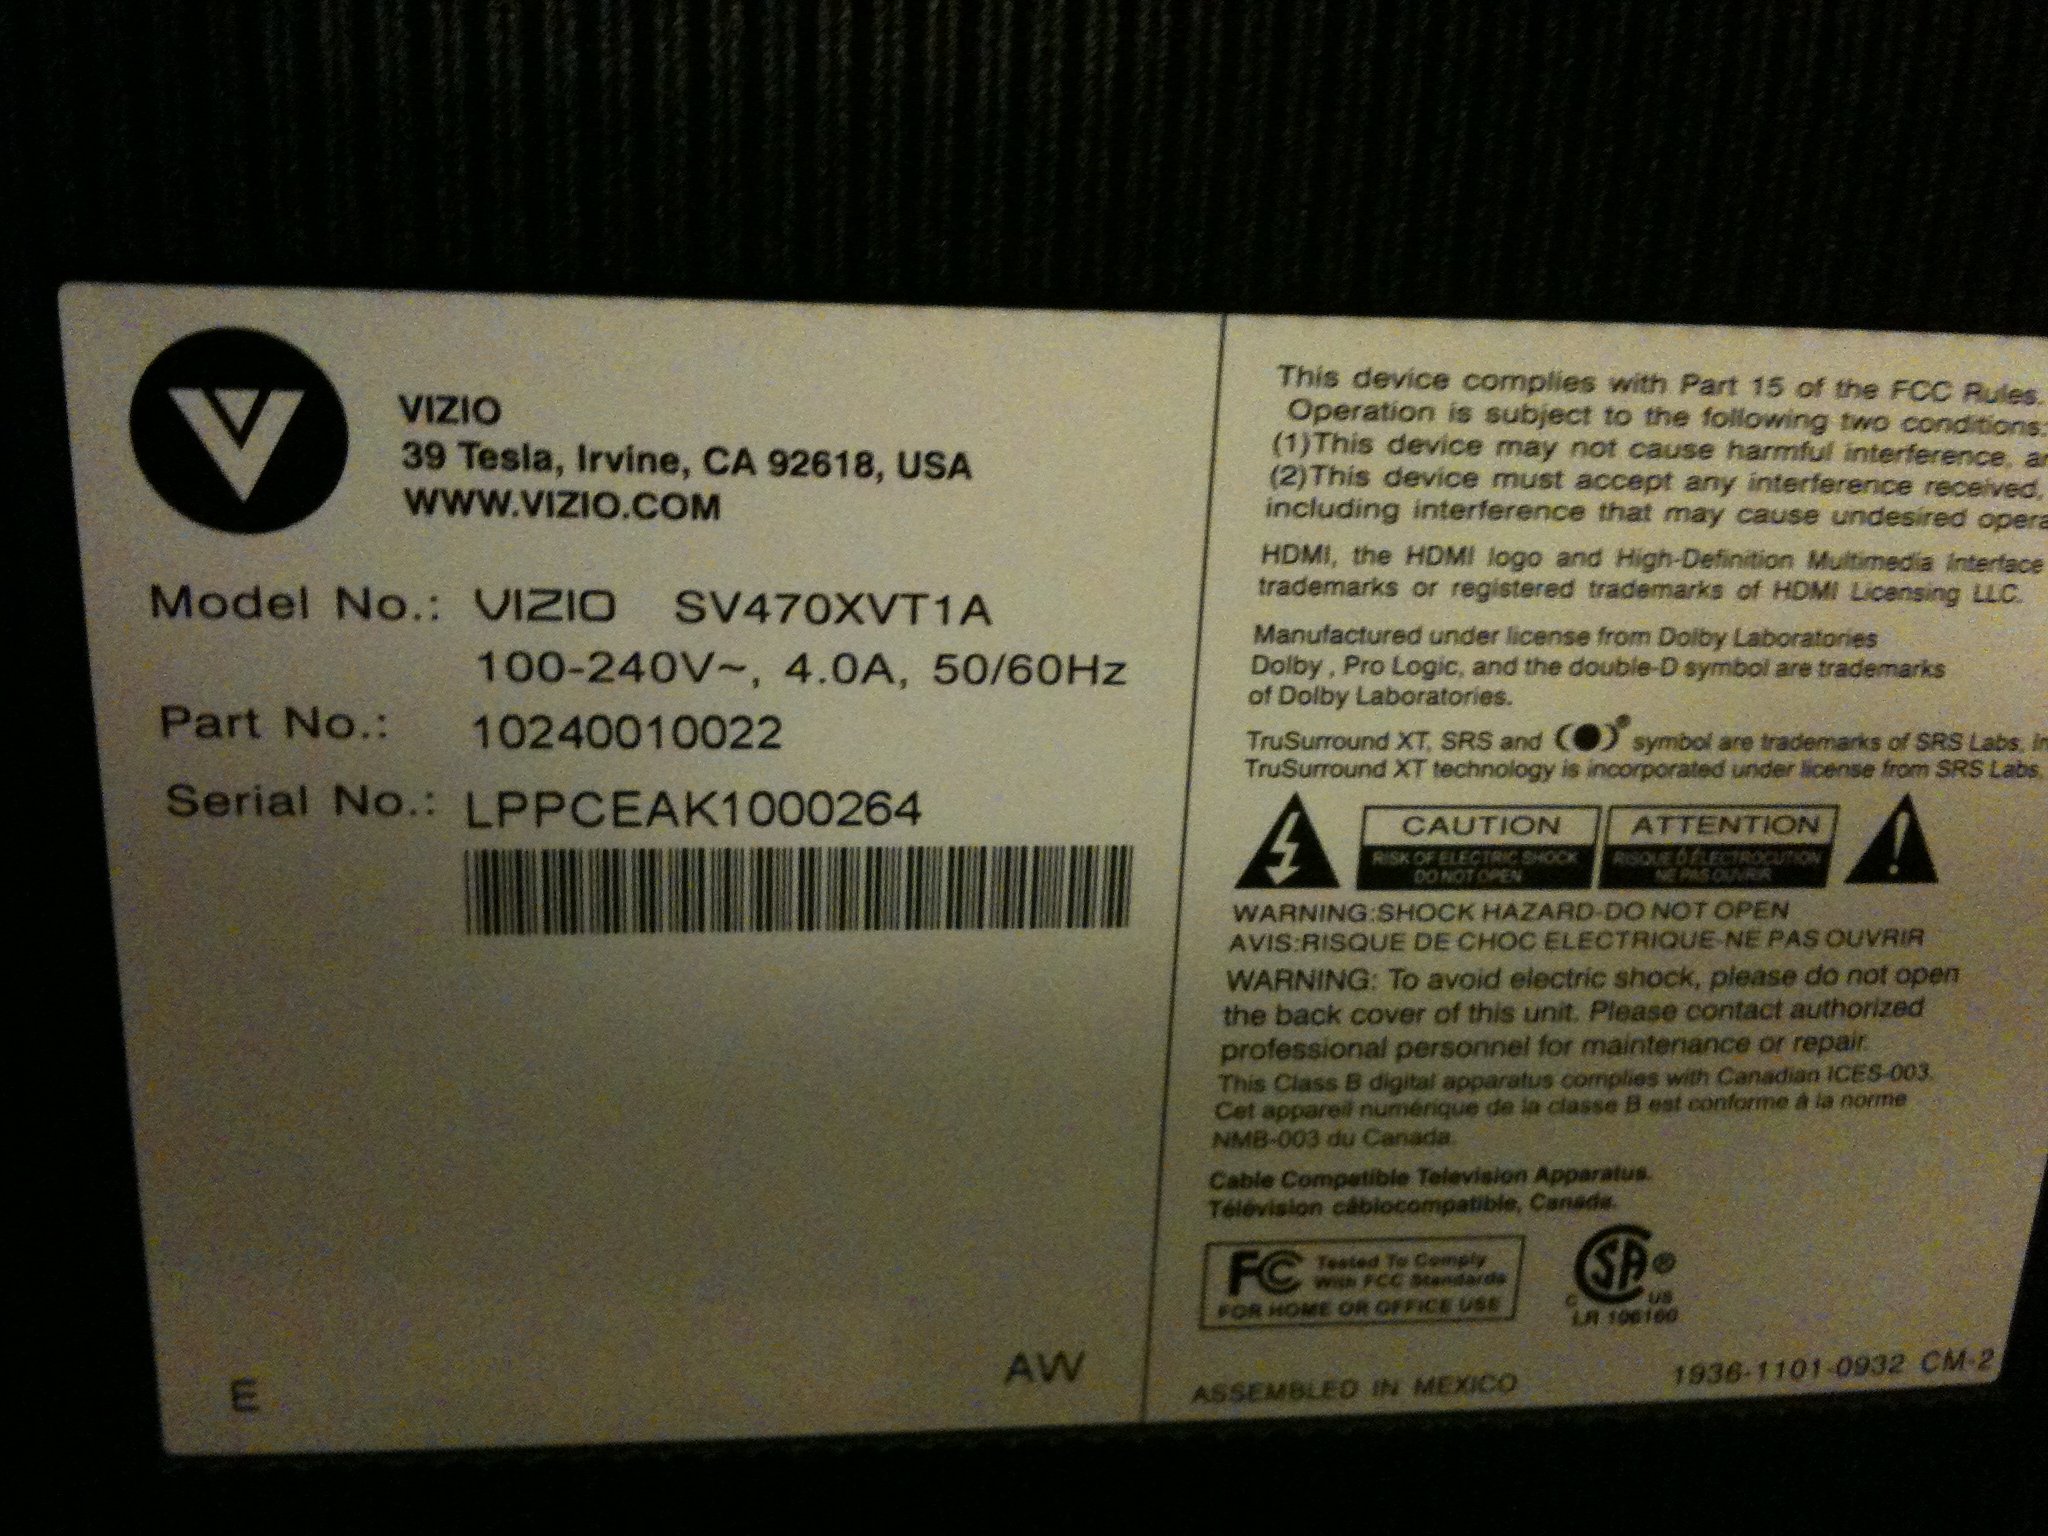 VIZIO
39 Tesla, Irvine, CA 92618, USA
WWW.VIZIO.COM
Model No.: VIZIO SV470XVT1A
100-240V~, 4.0A, 50/60Hz
Part No.: 10240010022
Serial No.: LPPCEAK1000264
E
AW
This device complies with Part 15 of the FCC Rules.
Operation is subject to the following two conditions:
(1)This device may not cause harmful interference,
(2)This device must accept any interference received,
including interference that may cause undesired
HDMI, the HDMI logo and High-Definition Multimedia Interface
trademarks or registered trademarks of HDMI Licensing LLC.
Manufactured under license from Dolby Laboratories
Dolby , Pro Logic, and the double-D symbol are trademarks
of Dolby Laboratories.
TruSurround XT, SRS and (●)® symbol are trademarks of SRS Labs,
TruSurround XT technology is incorporated under license from SRS Labs,
CAUTION
RISK OF ELECTRIC SHOCK
DO NOT OPEN
ATTENTION
RISQUE D'ÉLECTROCUTION
NE PAS OUVRIR
WARNING:SHOCK HAZARD-DO NOT OPEN
AVIS:RISQUE DE CHOC ELECTRIQUE-NE PAS OUVRIR
WARNING: To avoid electric shock, please do not open
the back cover of this unit. Please contact authorized
professional personnel for maintenance or repair.
This Class B digital apparatus complies with Canadian ICES-003.
Cet appareil numérique de la classe B est conforme à la norme
NMB-003 du Canada.
Cable Compatible Television Apparatus.
Télévision câblocompatible, Canada.
FC Tested To Comply
With FCC Standards
FOR HOME OR OFFICE USE
SA®
C US
LR 106160
ASSEMBLED IN MEXICO
1936-1101-0932 CM-2